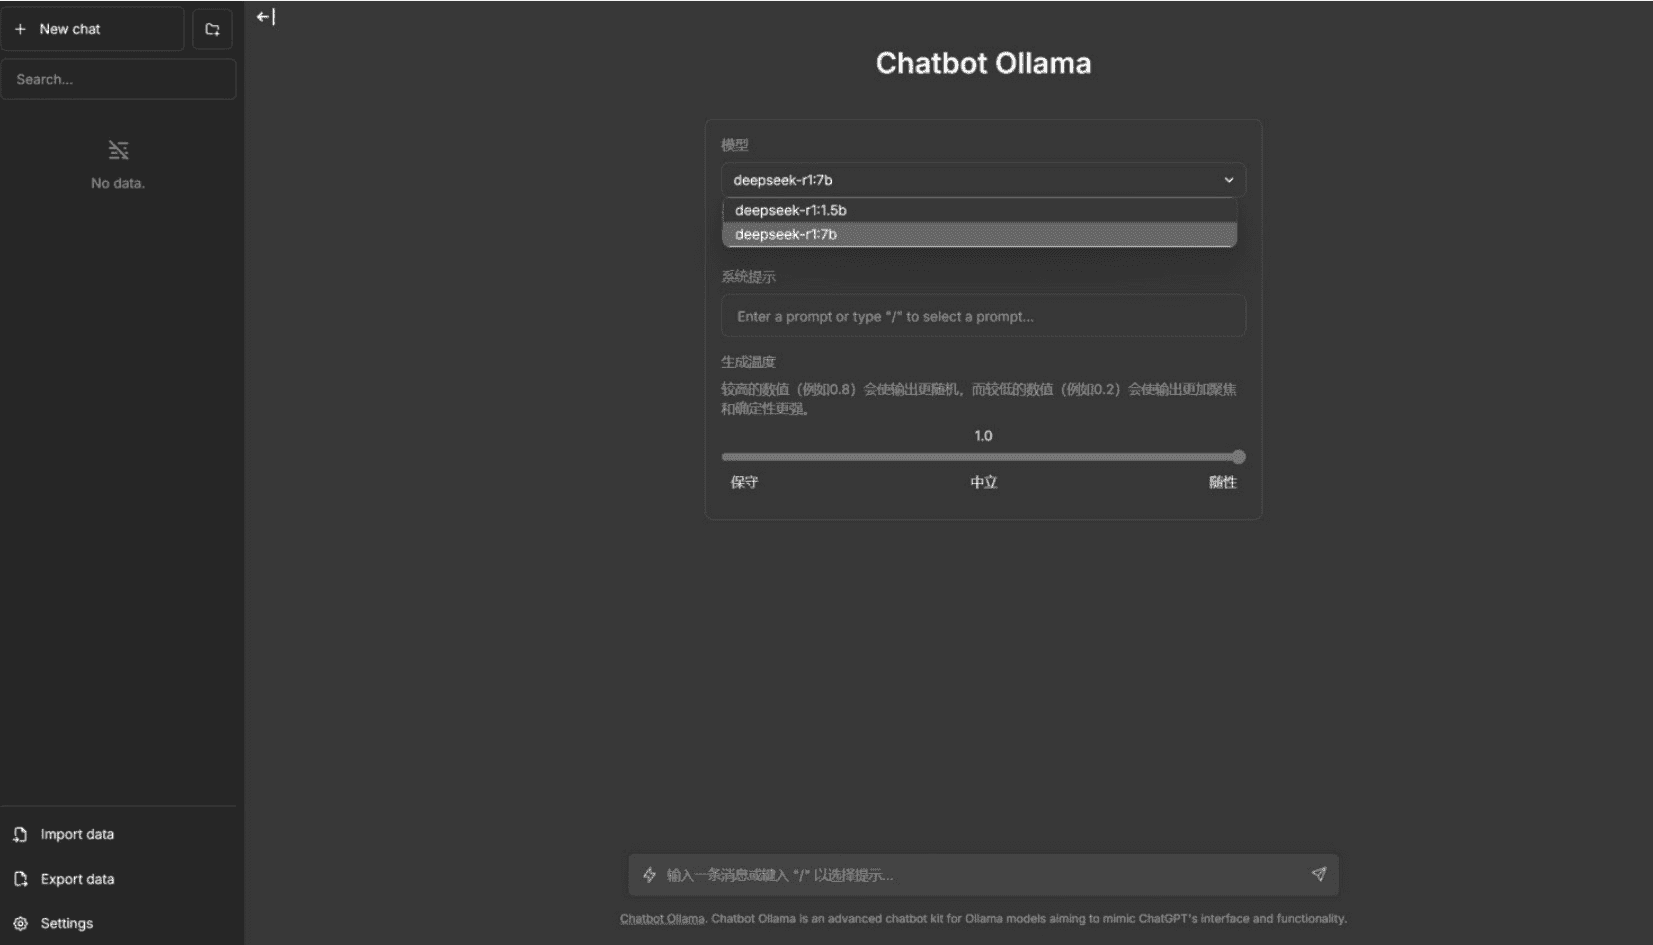 New chat
Search...
No data.
Import data
Export data
Settings
Chatbot Ollama
模型
deepseek-r1:7b
deepseek-r1:1.5b
deepseek-r1:7b
系统提示
Enter a prompt or type "/" to select a prompt...
生成温度
较高的数值（例如0.8）会使输出更随机，而较低的数值（例如0.2）会使输出更加聚焦
和确定性更强。
1.0
保守 中立 随性
输入一条消息或键入 "/" 以选择提示...
Chatbot Ollama. Chatbot Ollama is an advanced chatbot kit for Ollama models aiming to mimic ChatGPT's interface and functionality.